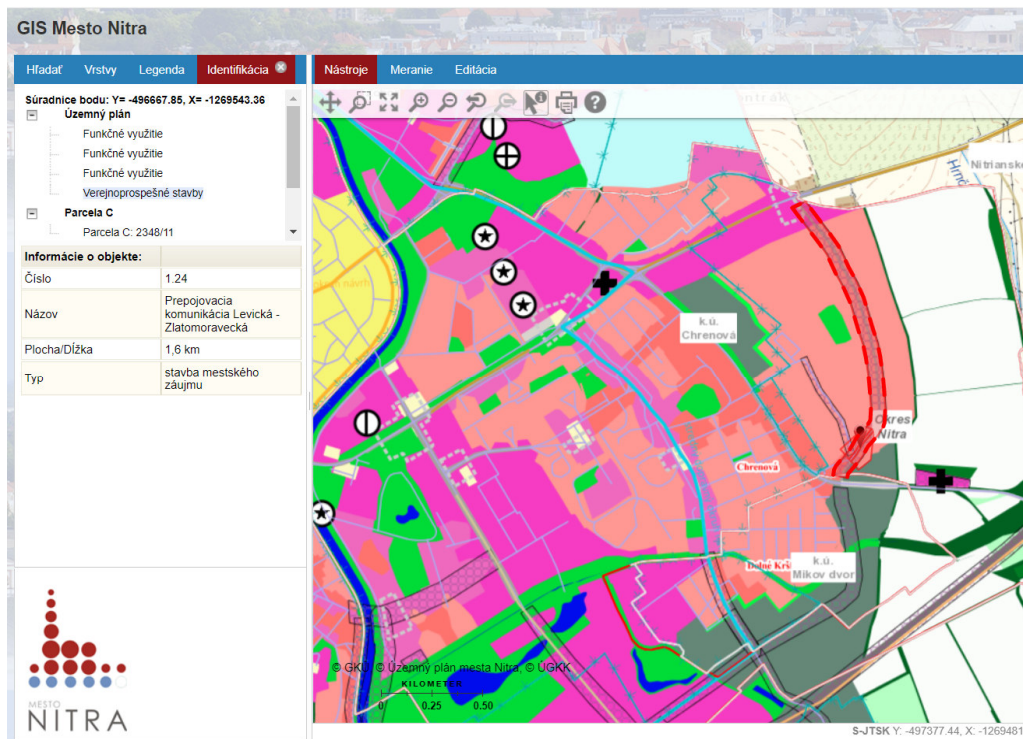 GIS Mesto Nitra
Hľadať Vrstvy Legenda Identifikácia
Nástroje Meranie Editácia
Súradnice bodu: Y= -496667.85, X= -1269543.36
Územný plán
Funkčné využitie
Funkčné využitie
Funkčné využitie
Verejnoprospešné stavby
Parcela C
Parcela C: 2348/11
Informácie o objekte:
Číslo 1.24
Názov Prepojovacia
komunikácia Levická -
Zlatomoravecká
Plocha/Dĺžka 1,6 km
Typ stavba mestského
záujmu
MESTO
NITRA
Nitriansk
k.ú.
Chrenová
Okres
Nitra
Chrenová
k.ú.
Mikov dvor
Dolné Krš
© GKÚ, © Územný plán mesta Nitra, © ÚGKK
KILOMETER
0 0.25 0.50
S-JTSK Y: -497377.44, X: -1269481